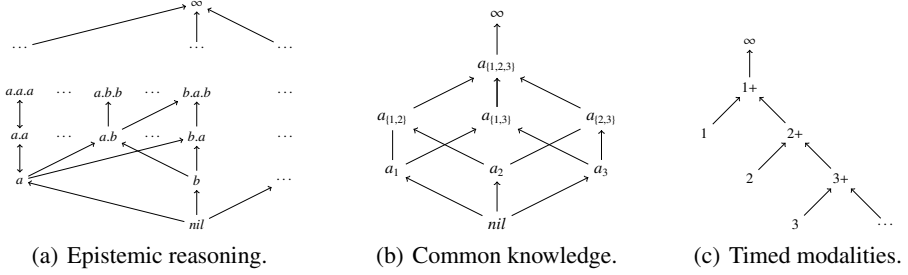 ∞
... ... ...
a.a.a ... a.b.b b.a.b ...
a.a ... a.b ... b.a ...
a b ...
nil
(a) Epistemic reasoning.
∞
a{1,2,3}
a{1,2} a{1,3} a{2,3}
a1 a2 a3
nil
(b) Common knowledge.
∞
1+
1 2+
2 3+
3 ...
(c) Timed modalities.